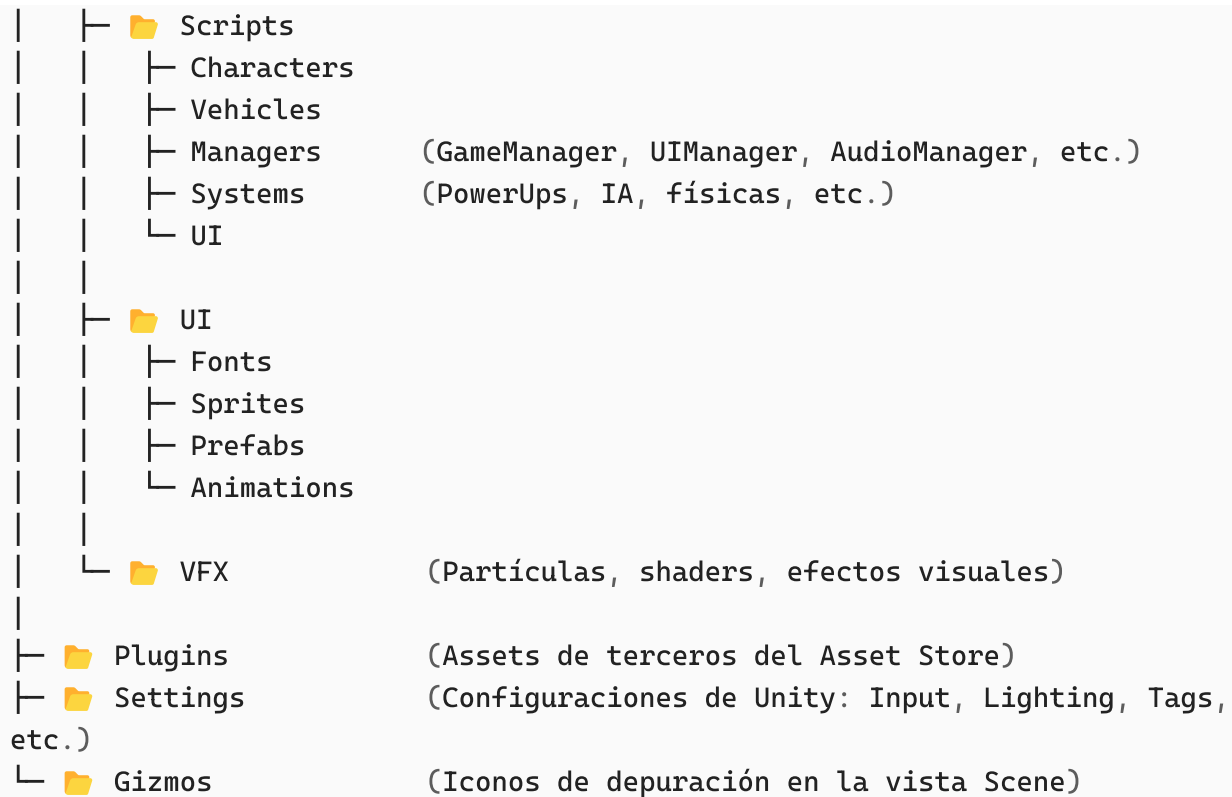 │   ├─ 📂 Scripts
│   │   ├─ Characters
│   │   ├─ Vehicles
│   │   ├─ Managers      (GameManager, UIManager, AudioManager, etc.)
│   │   ├─ Systems       (PowerUps, IA, físicas, etc.)
│   │   └─ UI
│   │
│   ├─ 📂 UI
│   │   ├─ Fonts
│   │   ├─ Sprites
│   │   ├─ Prefabs
│   │   └─ Animations
│   │
│   └─ 📂 VFX             (Partículas, shaders, efectos visuales)
│
├─ 📂 Plugins             (Assets de terceros del Asset Store)
├─ 📂 Settings            (Configuraciones de Unity: Input, Lighting, Tags,
etc.)
└─ 📂 Gizmos              (Iconos de depuración en la vista Scene)